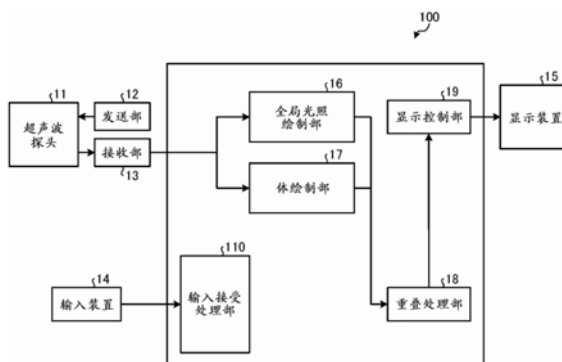 100
11
超声波
探头
12
发送部
接收部
13
16
全局光照
绘制部
17
体绘制部
19
显示控制部
15
显示装置
14
输入装置
110
输入接受
处理部
18
重叠处理部